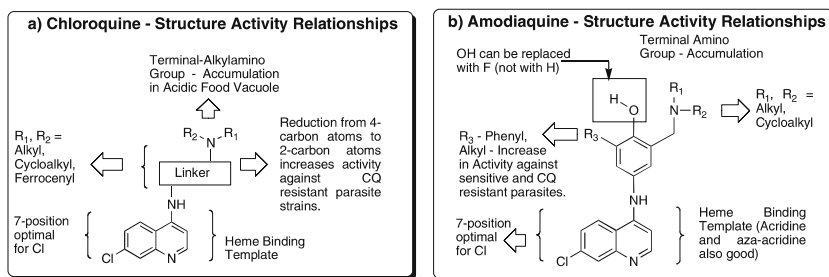 a) Chloroquine - Structure Activity Relationships
Terminal-Alkylamino
Group - Accumulation
in Acidic Food Vacuole
R1, R2 =
Alkyl,
Cycloalkyl,
Ferrocenyl
R2 N R1
Linker
Reduction from 4-
carbon atoms to
2-carbon atoms
increases activity
against CQ
resistant parasite
strains.
NH
7-position
optimal
for Cl
Cl
N
Heme Binding
Template
b) Amodiaquine - Structure Activity Relationships
OH can be replaced
with F (not with H)
Terminal Amino
Group - Accumulation
H O
R1
N R2
R1, R2 =
Alkyl,
Cycloalkyl
R3 - Phenyl,
Alkyl - Increase
in Activity against
sensitive and CQ
resistant parasites.
R3
NH
7-position
optimal
for Cl
Cl
N
Heme Binding
Template (Acridine
and aza-acridine
also good)